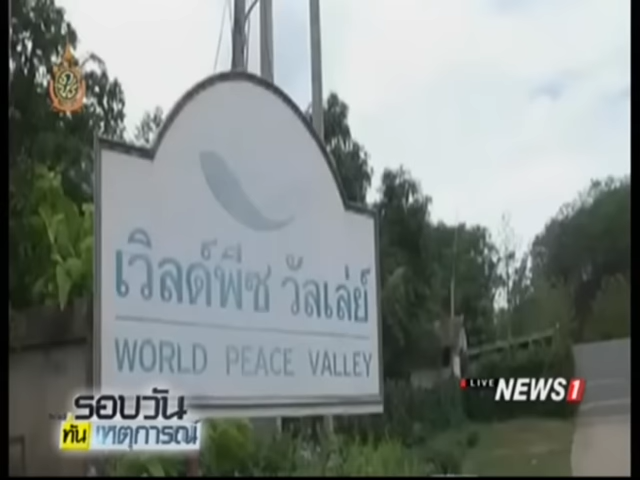 เวิลด์พีซ วัลเล่ย์
WORLD PEACE VALLEY
LIVE NEWS1
รอบวัน
ทัน เหตุการณ์